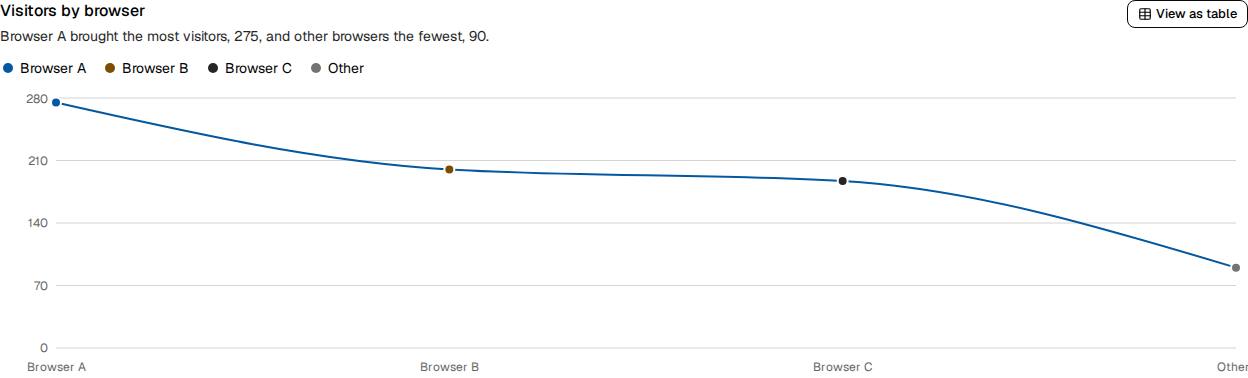 Visitors by browser
View as table
Browser A brought the most visitors, 275, and other browsers the fewest, 90.
Browser A Browser B Browser C Other
280
210
140
70
0
Browser A Browser B Browser C Other